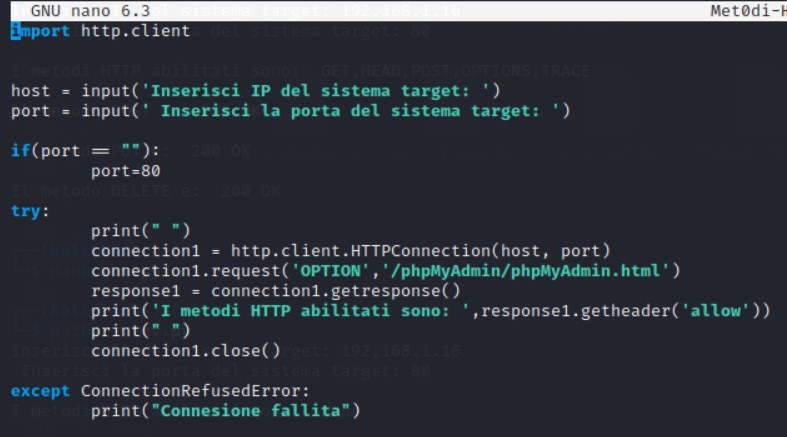 GNU nano 6.3 Met0di-H
import http.client
host = input('Inserisci IP del sistema target: ')
port = input(' Inserisci la porta del sistema target: ')
if(port == ""):
port=80
try:
print(" ")
connection1 = http.client.HTTPConnection(host, port)
connection1.request('OPTION','/phpMyAdmin/phpMyAdmin.html')
response1 = connection1.getresponse()
print('I metodi HTTP abilitati sono: ',response1.getheader('allow'))
print(" ")
connection1.close()
except ConnectionRefusedError:
print("Connesione fallita")